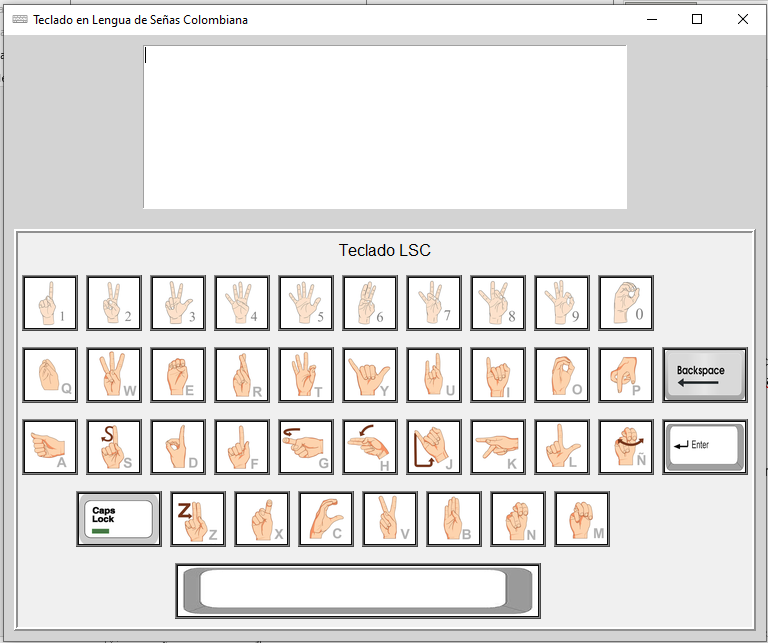 Teclado en Lengua de Señas Colombiana
Teclado LSC
1 2 3 4 5 6 7 8 9 0
Q W E R T Y U I O P Backspace
A S S D F G H J K L Ñ Enter
Caps Lock Z Z X C V B N M